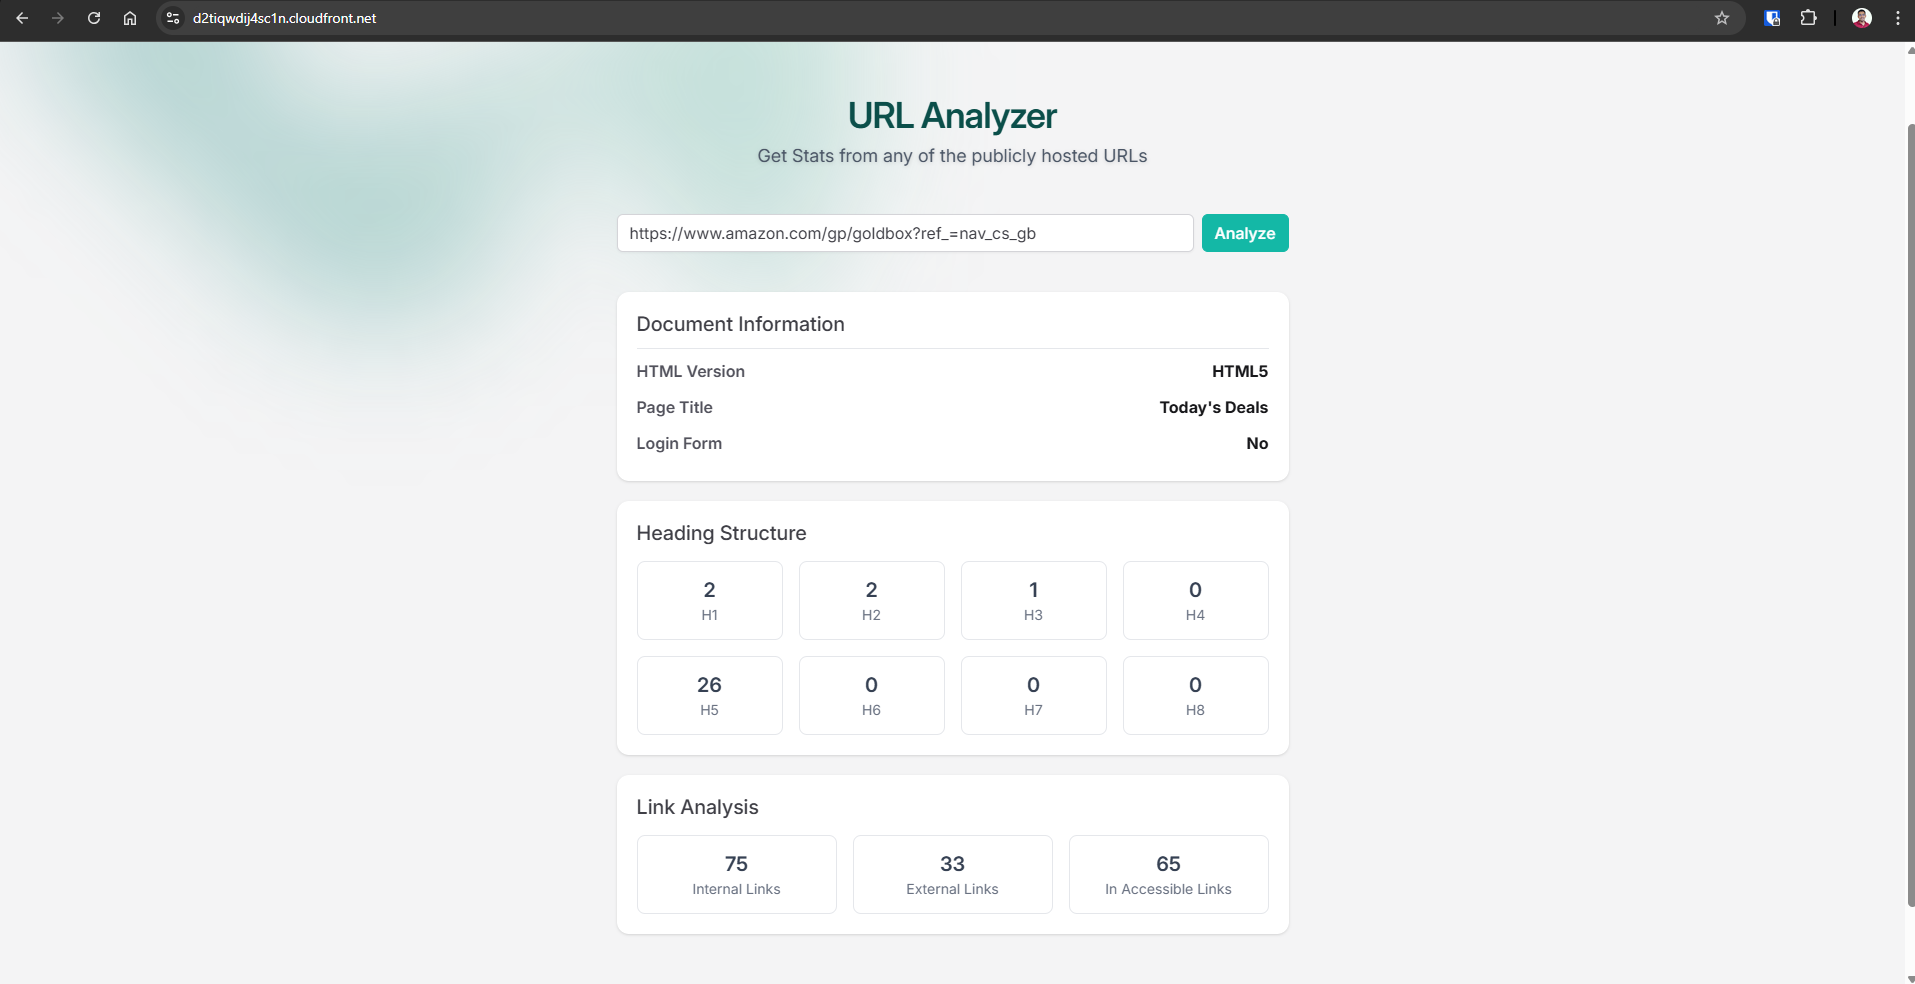 d2tiqwdij4sc1n.cloudfront.net
URL Analyzer
Get Stats from any of the publicly hosted URLs
https://www.amazon.com/gp/goldbox?ref_=nav_cs_gb
Analyze
Document Information
HTML Version HTML5
Page Title Today's Deals
Login Form No
Heading Structure
2 2 1 0
H1 H2 H3 H4
26 0 0 0
H5 H6 H7 H8
Link Analysis
75 33 65
Internal Links External Links In Accessible Links